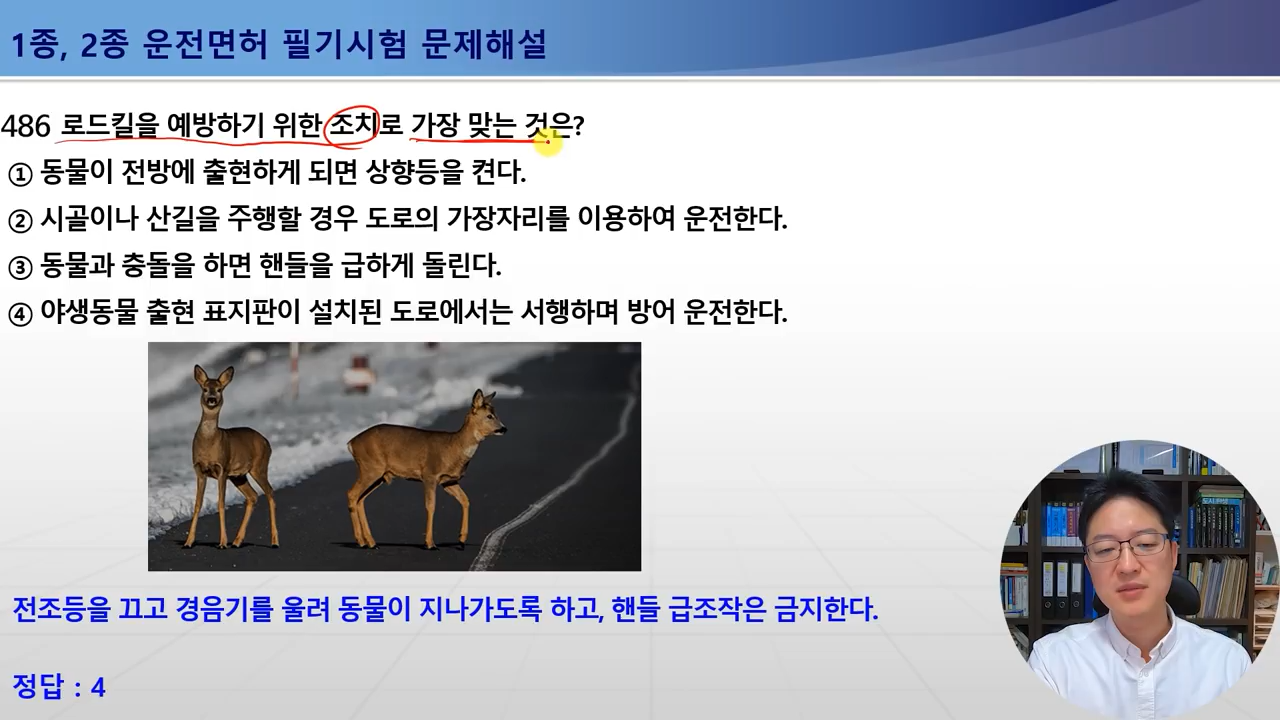 1종, 2종 운전면허 필기시험 문제해설
486 로드킬을 예방하기 위한 조치로 가장 맞는 것은?
① 동물이 전방에 출현하게 되면 상향등을 켠다.
② 시골이나 산길을 주행할 경우 도로의 가장자리를 이용하여 운전한다.
③ 동물과 충돌을 하면 핸들을 급하게 돌린다.
④ 야생동물 출현 표지판이 설치된 도로에서는 서행하며 방어 운전한다.
전조등을 끄고 경음기를 울려 동물이 지나가도록 하고, 핸들 급조작은 금지한다.
정답 : 4